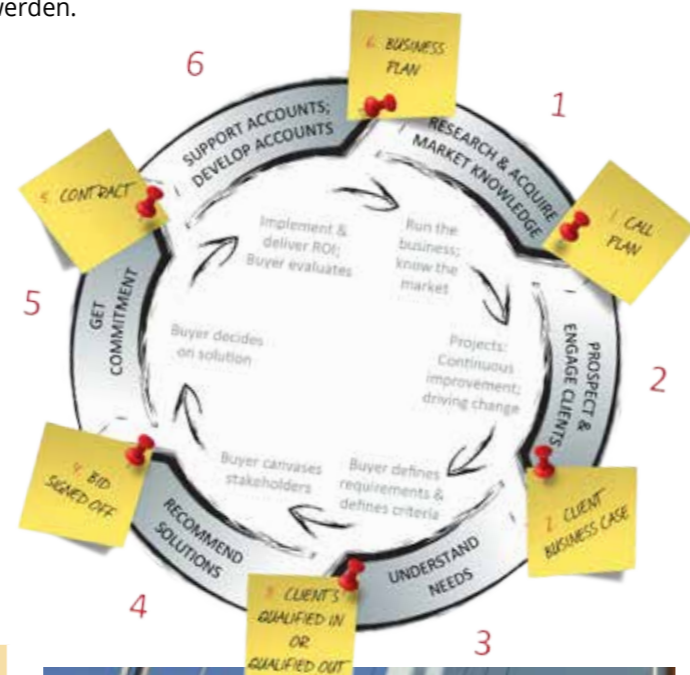 werden.
6
6. BUSINESS
PLAN
1
SUPPORT ACCOUNTS;
DEVELOP ACCOUNTS
RESEARCH & ACQUIRE
MARKET KNOWLEDGE
5. CONTRACT
1. CALL
PLAN
Implement &
deliver ROI;
Buyer evaluates
Run the
business;
know the
market
5
GET
COMMITMENT
Buyer decides
on solution
Projects:
Continuous
improvement;
driving change
PROSPECT &
ENGAGE CLIENTS
2
4. BID
SIGNED OFF
Buyer canvases
stakeholders
Buyer defines
requirements &
defines criteria
2. CLIENT
BUSINESS CASE
RECOMMEND
SOLUTIONS
UNDERSTAND
NEEDS
4
3. CLIENTS
QUALIFIED IN
OR
QUALIFIED OUT
3